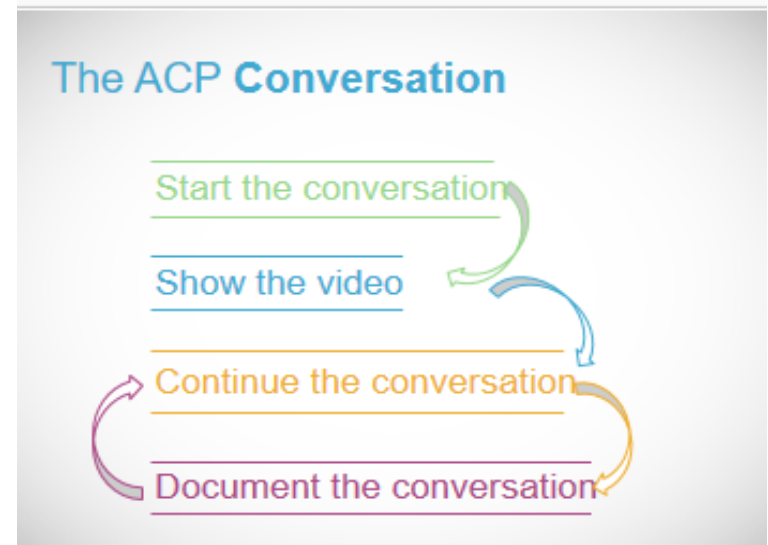 The ACP Conversation
Start the conversation
Show the video
Continue the conversation
Document the conversation